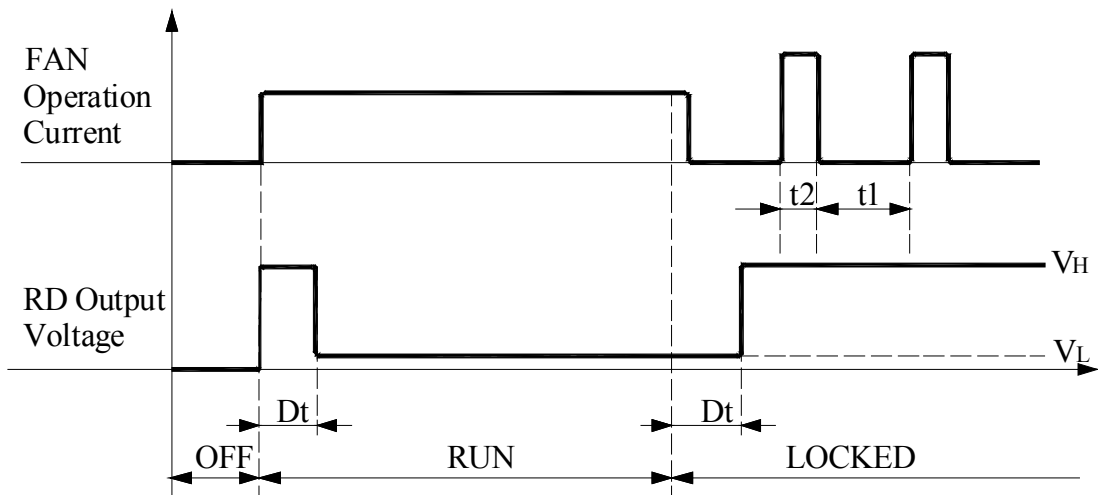 FAN
Operation
Current
t2
t1
RD Output
Voltage
VH
VL
Dt
Dt
OFF
RUN
LOCKED